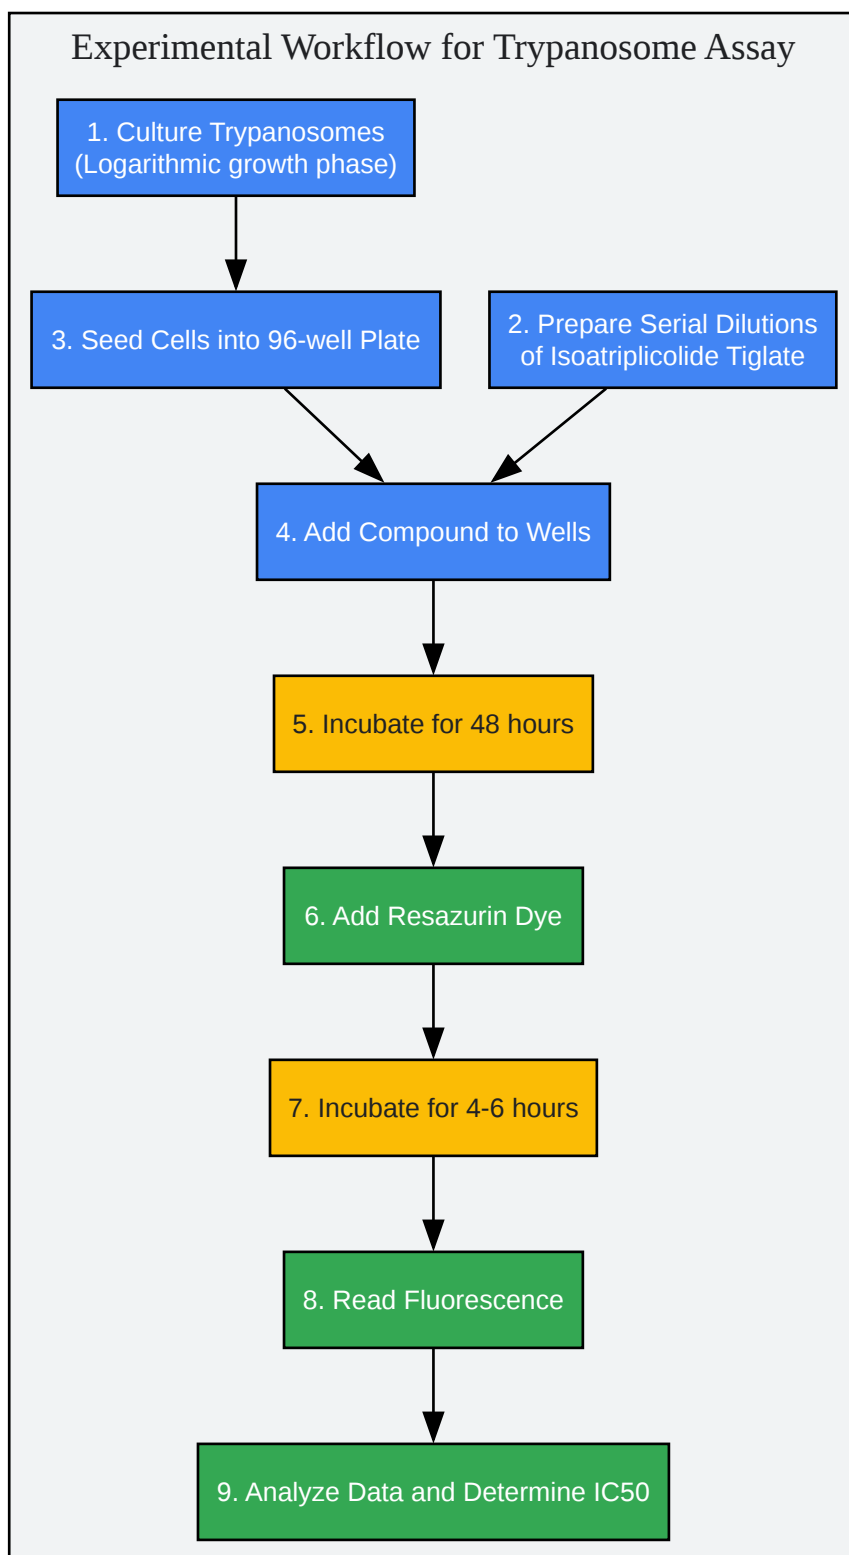 Experimental Workflow for Trypanosome Assay
1. Culture Trypanosomes
(Logarithmic growth phase)
3. Seed Cells into 96-well Plate
2. Prepare Serial Dilutions
of Isoatriplicolide Tiglate
4. Add Compound to Wells
5. Incubate for 48 hours
6. Add Resazurin Dye
7. Incubate for 4-6 hours
8. Read Fluorescence
9. Analyze Data and Determine IC50